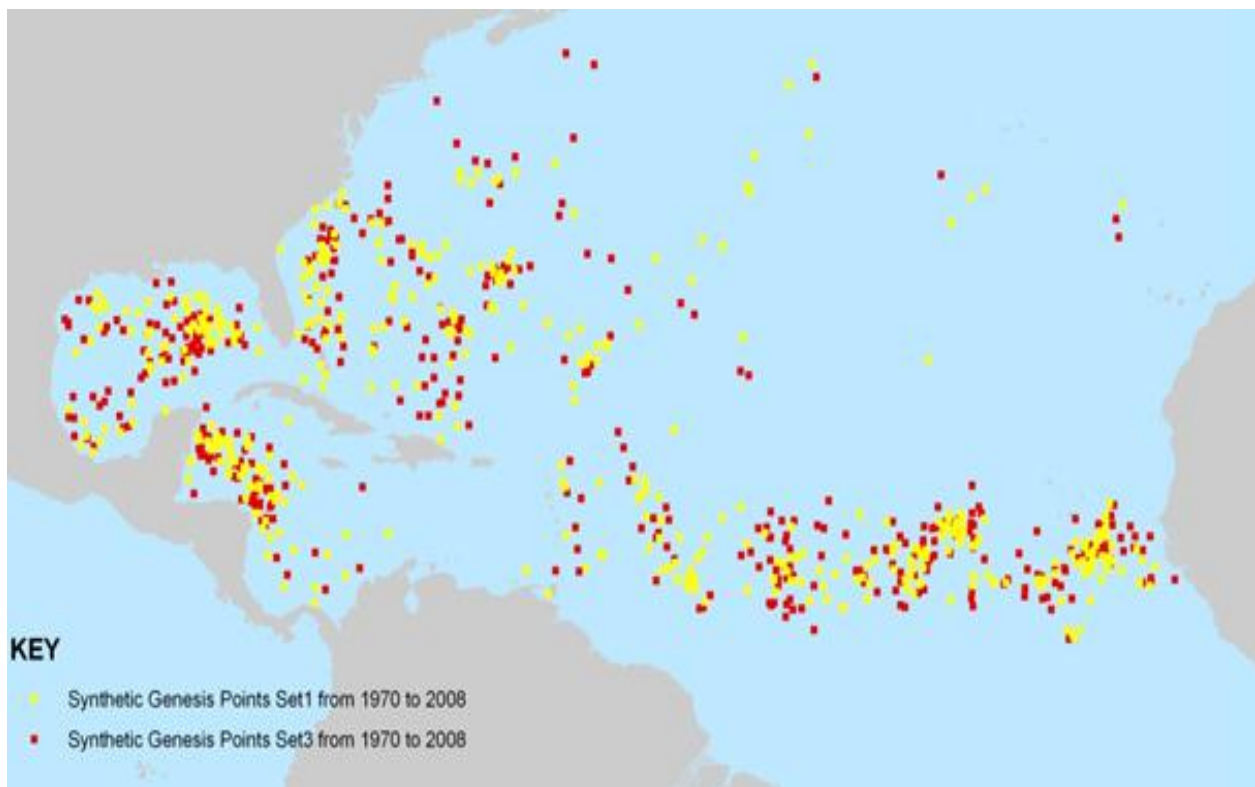 KEY
Synthetic Genesis Points Set1 from 1970 to 2008
Synthetic Genesis Points Set3 from 1970 to 2008